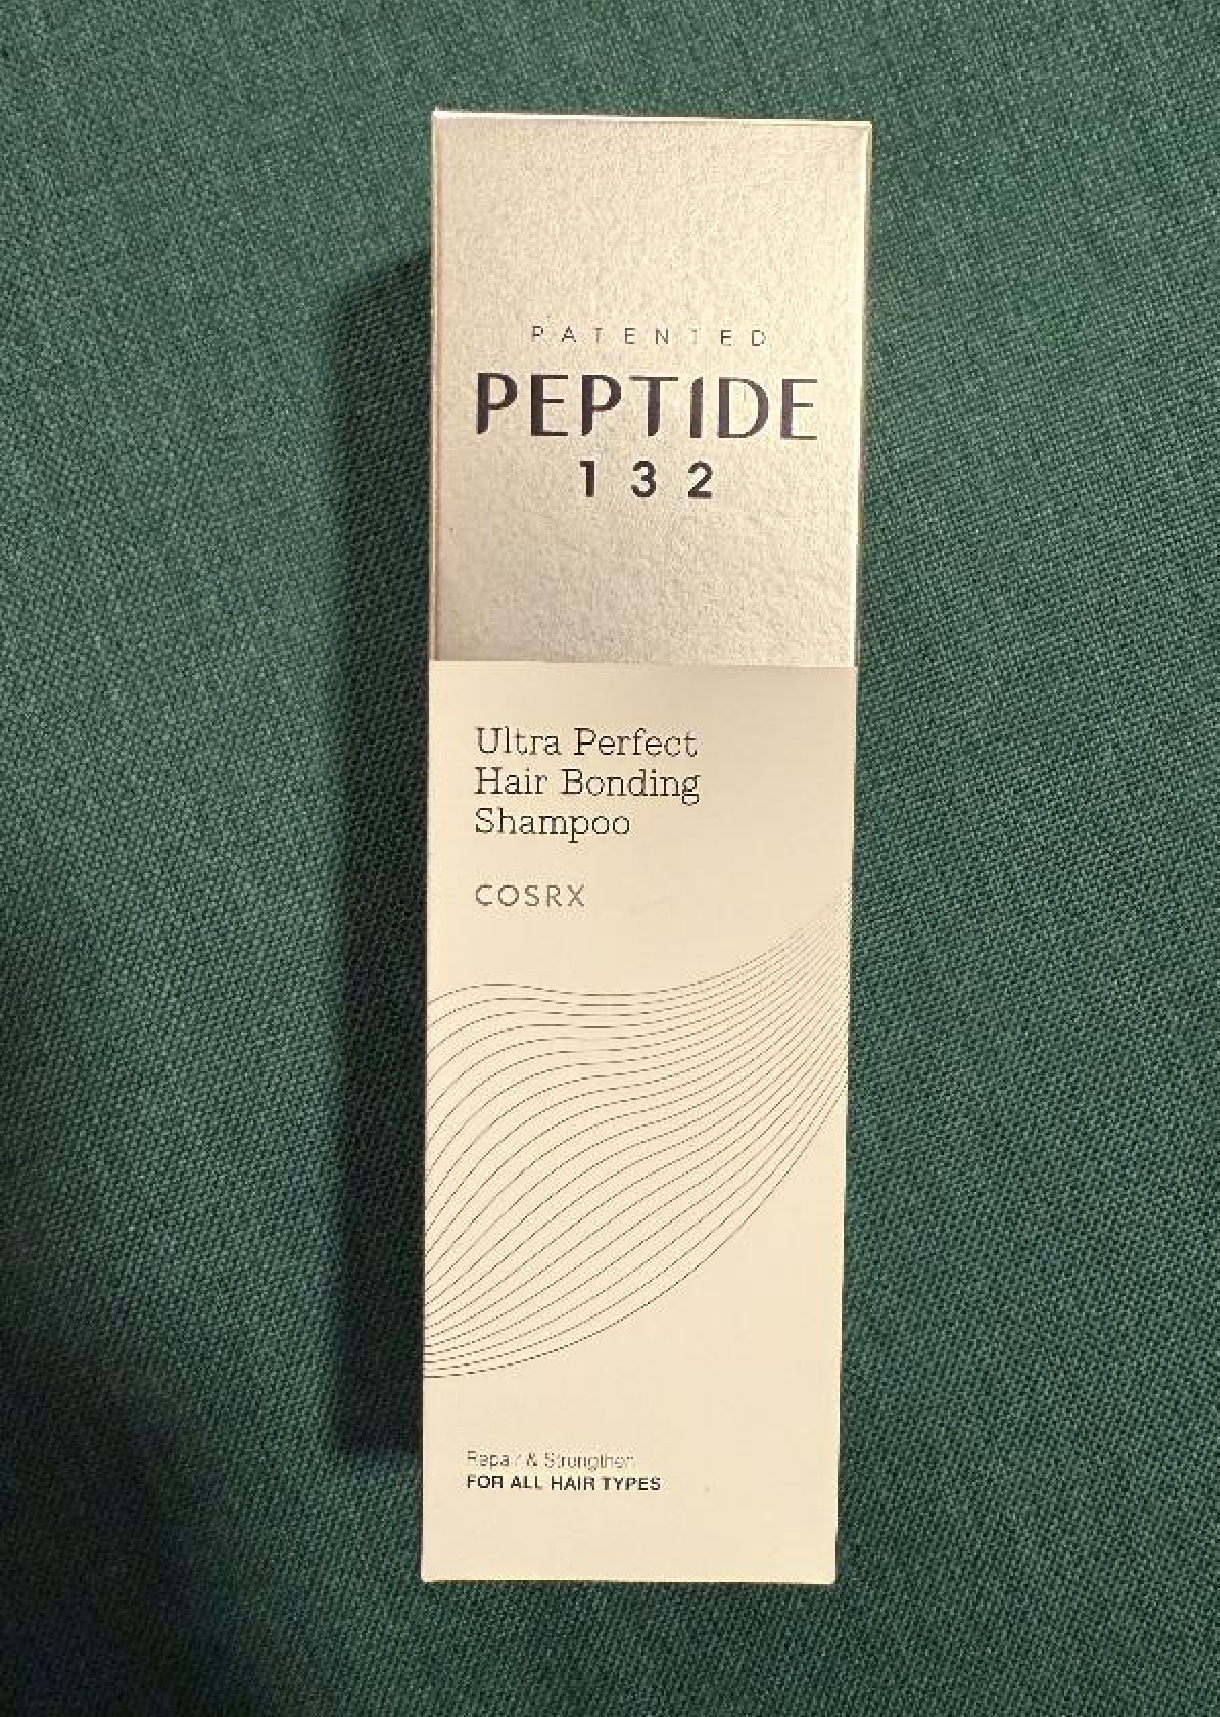 PATENTED
PEPTIDE
132
Ultra Perfect
Hair Bonding
Shampoo
COSRX
Repair & Strengthen
FOR ALL HAIR TYPES